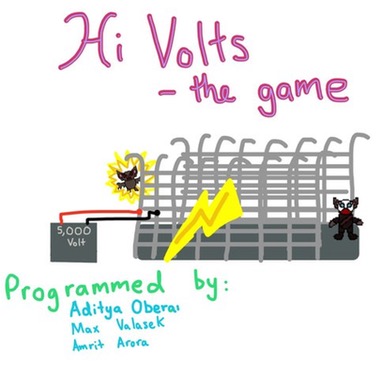 Hi Volts
- the game
5,000
Volt
Programmed by:
Aditya Oberai
Max Valasek
Amrit Arora